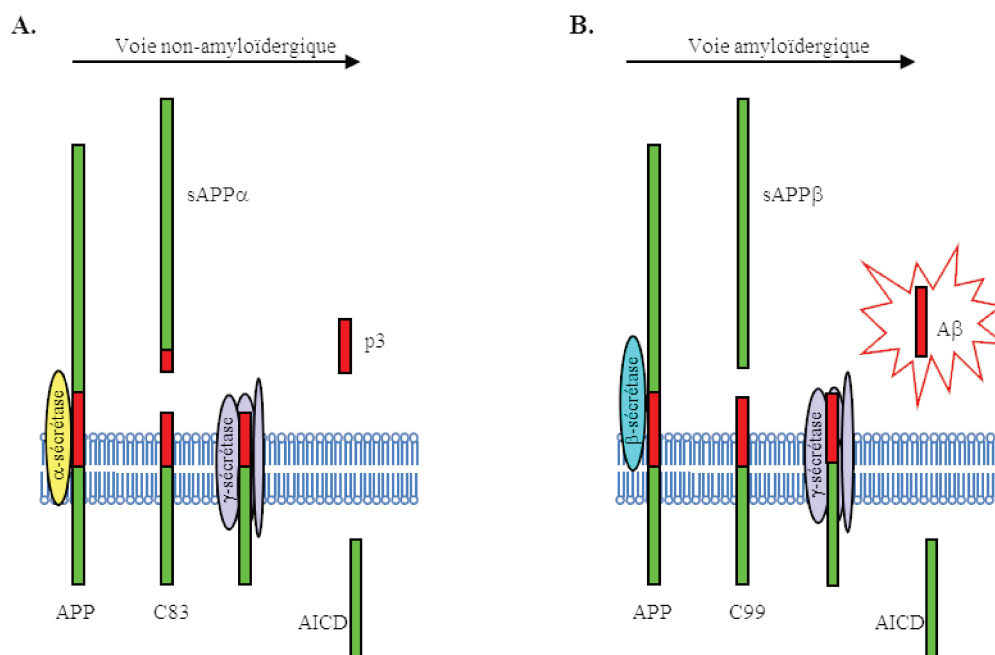 A.
Voie non-amyloïdergique
sAPPα
p3
α-sécrétase
γ-sécrétase
APP
C83
AICD
B.
Voie amyloïdergique
sAPPβ
Aβ
β-sécrétase
γ-sécrétase
APP
C99
AICD